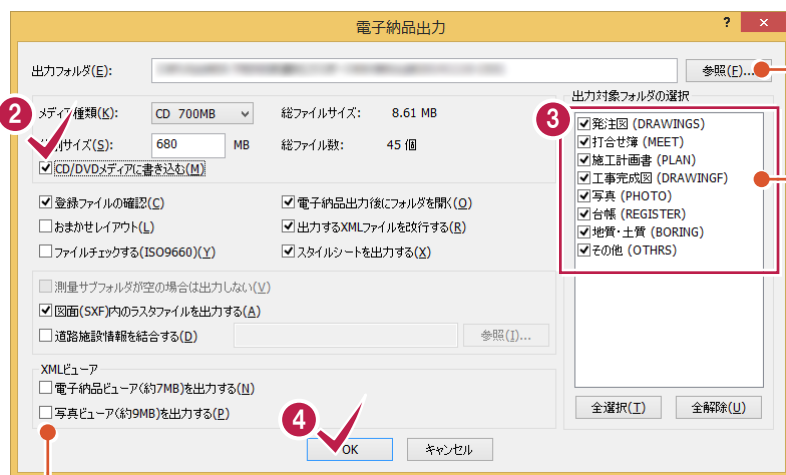 電子納品出力
? ×
出力フォルダ(E): 参照(F)...
メディア種類(K): CD 700MB 総ファイルサイズ: 8.61 MB
サイズ(S): 680 MB 総ファイル数: 45 個
CD/DVDメディアに書き込む(M)
登録ファイルの確認(C) 電子納品出力後にフォルダを開く(O)
おまかせレイアウト(L) 出力するXMLファイルを改行する(R)
ファイルチェックする(ISO9660)(Y) スタイルシートを出力する(X)
測量サブフォルダが空の場合は出力しない(V)
図面(SXF)内のラスタファイルを出力する(A)
道路施設情報を結合する(D) 参照(I)...
XMLビューア
電子納品ビューア(約7MB)を出力する(N)
写真ビューア(約9MB)を出力する(P)
出力対象フォルダの選択
発注図 (DRAWINGS)
打合せ簿 (MEET)
施工計画書 (PLAN)
工事完成図 (DRAWINGF)
写真 (PHOTO)
台帳 (REGISTER)
地質・土質 (BORING)
その他 (OTHRS)
全選択(T) 全解除(U)
OK キャンセル
2
3
4